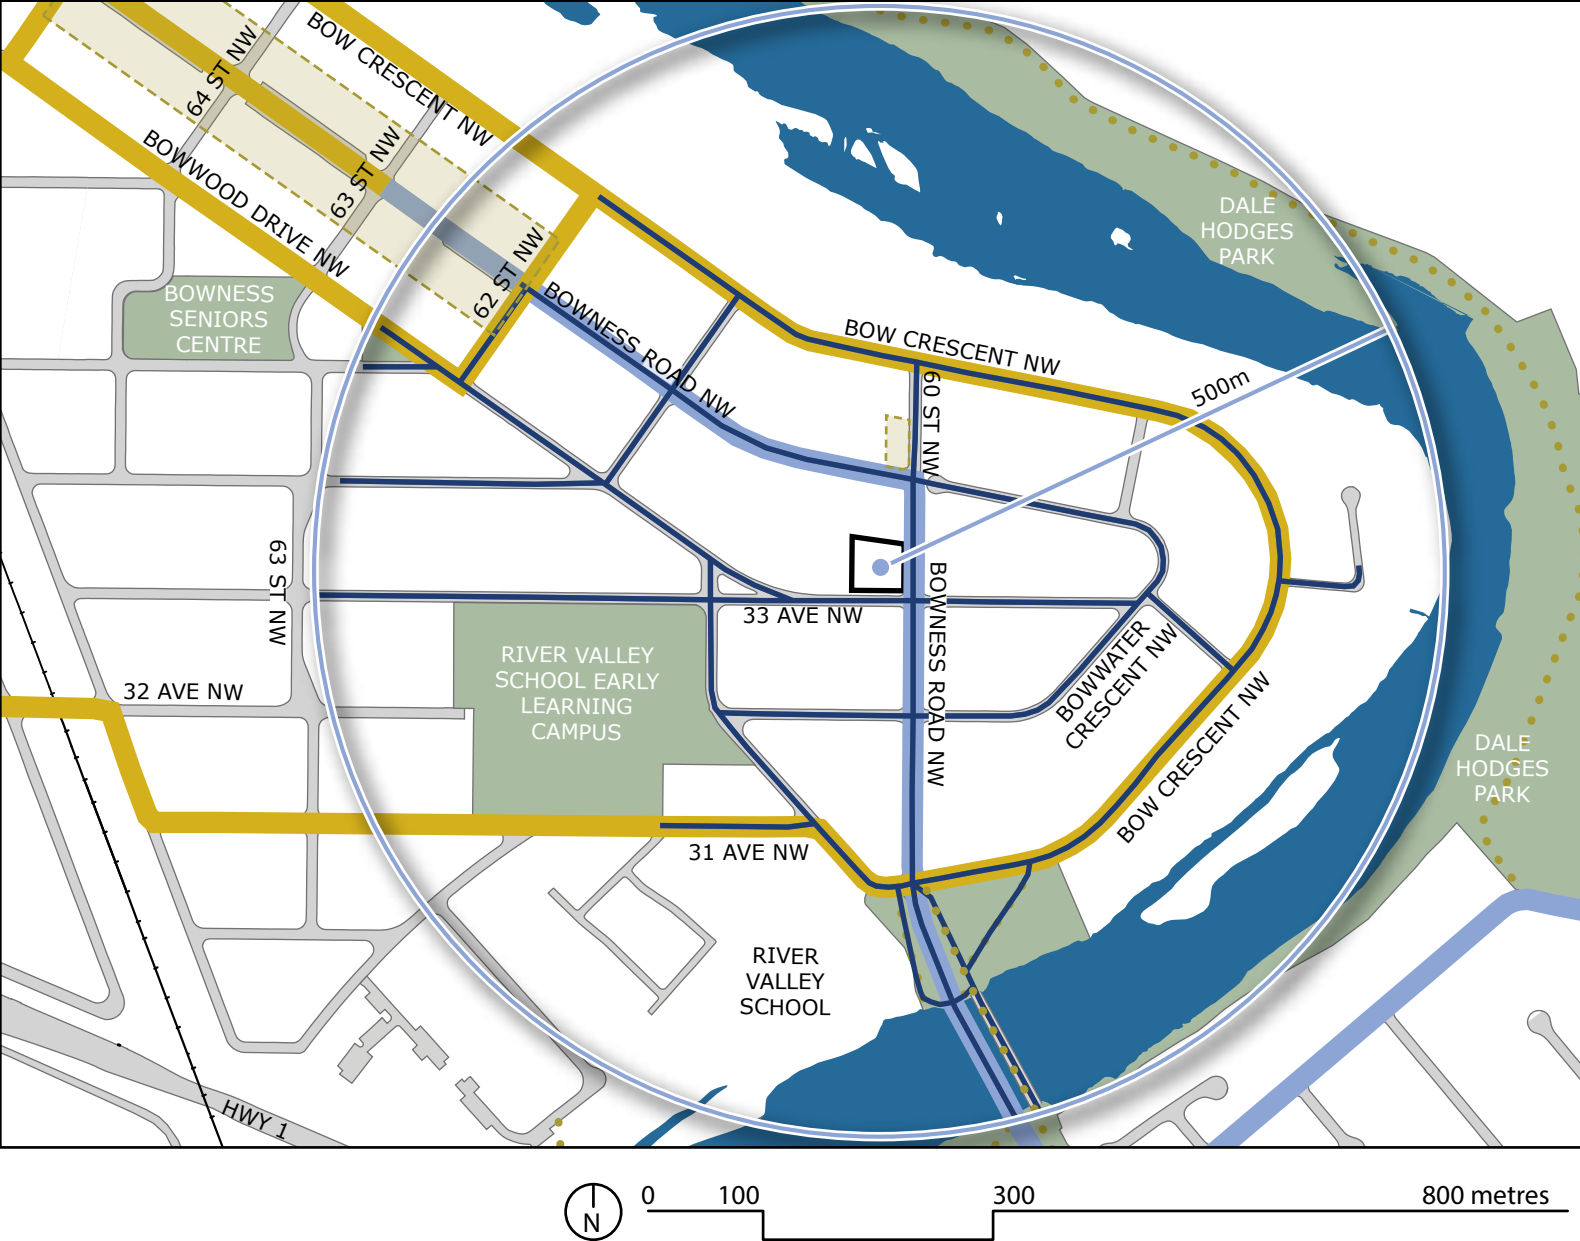 BOW CRESCENT NW
64 ST NW
63 ST NW
BOWWOOD DRIVE NW
62 ST NW
BOWNESS
SENIORS
CENTRE
BOWNESS ROAD NW
BOW CRESCENT NW
60 ST NW
500m
DALE
HODGES
PARK
63 ST NW
33 AVE NW
BOWNESS ROAD NW
BOWWATER
CRESCENT NW
BOW CRESCENT NW
RIVER VALLEY
SCHOOL EARLY
LEARNING
CAMPUS
32 AVE NW
31 AVE NW
DALE
HODGES
PARK
RIVER
VALLEY
SCHOOL
HWY 1
N
0 100 300 800 metres